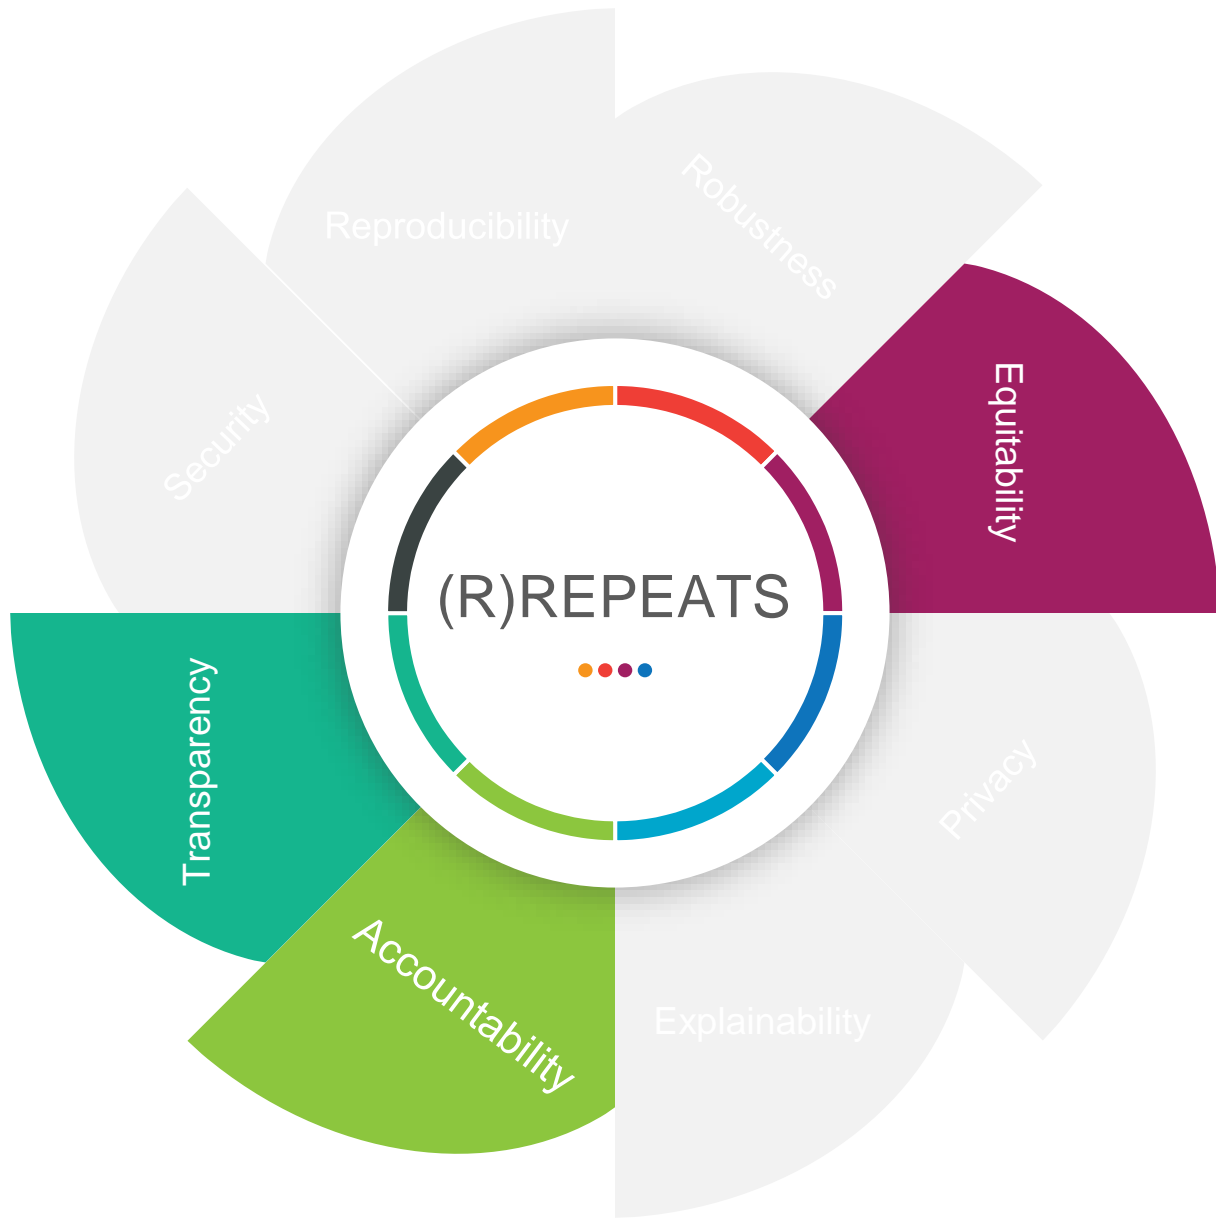 Reproducibility
Robustness
Equitability
Security
(R)REPEATS
Transparency
Privacy
Accountability
Explainability